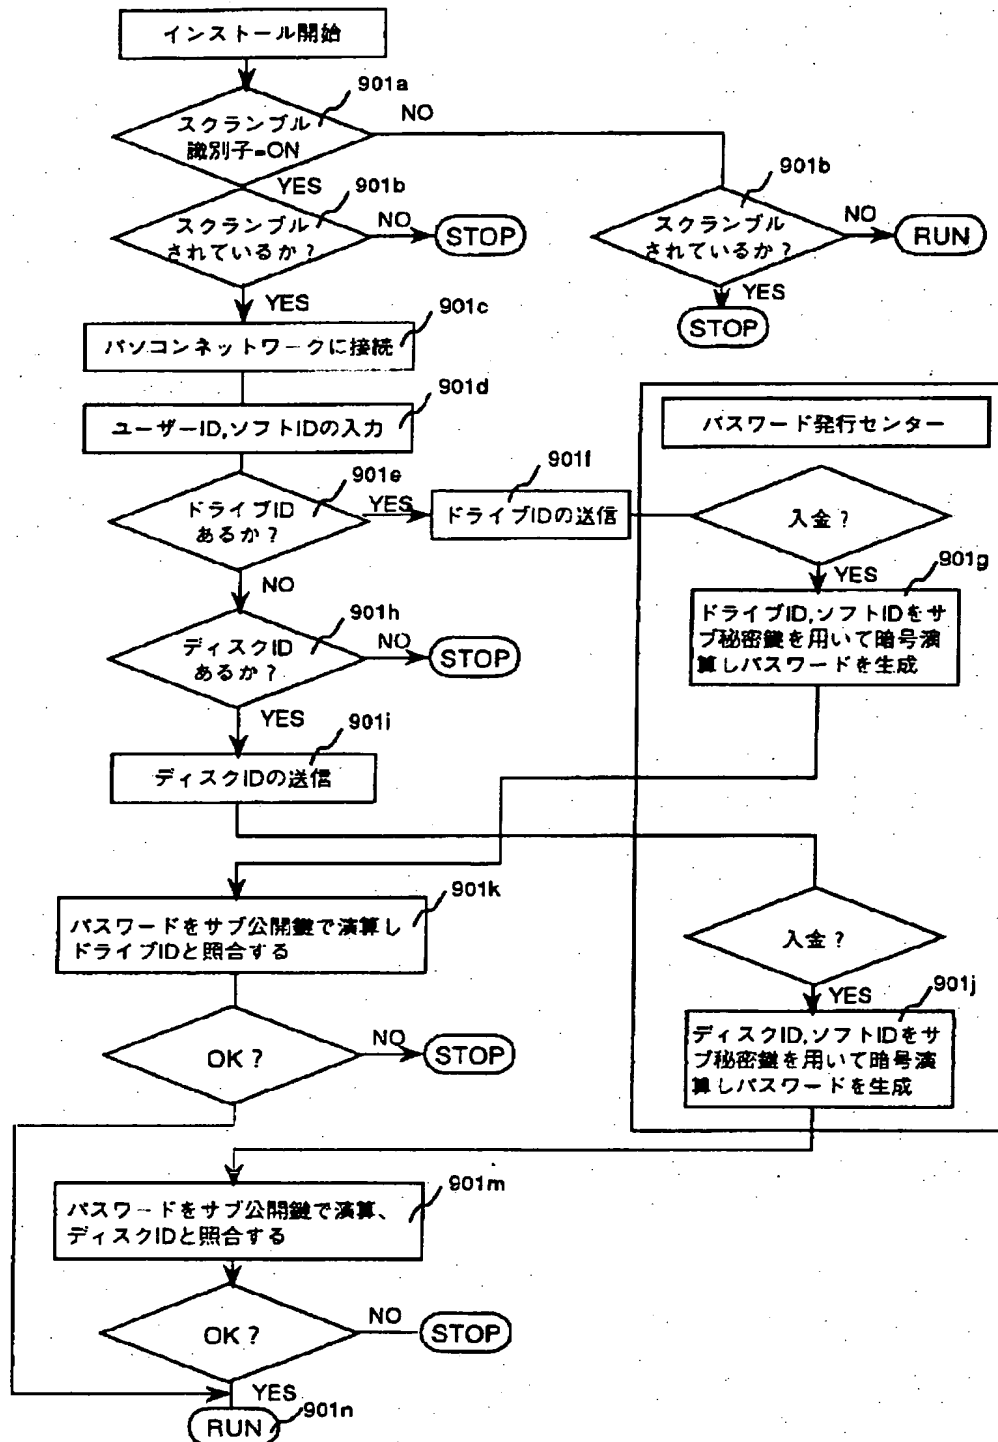 インストール開始
901a
スクランブル
識別子=ON
NO
YES
901b
スクランブル
されているか?
NO
STOP
901b
スクランブル
されているか?
NO
RUN
YES
STOP
YES
901c
パソコンネットワークに接続
901d
ユーザーID,ソフトIDの入力
パスワード発行センター
901e
ドライブID
あるか?
YES
901f
ドライブIDの送信
入金?
NO
YES
901g
ドライブID,ソフトIDをサ
ブ秘密鍵を用いて暗号演
算しパスワードを生成
901h
ディスクID
あるか?
NO
STOP
YES
901i
ディスクIDの送信
901k
パスワードをサブ公開鍵で演算し
ドライブIDと照合する
入金?
YES
901j
ディスクID,ソフトIDをサ
ブ秘密鍵を用いて暗号演
算しパスワードを生成
OK?
NO
STOP
901m
パスワードをサブ公開鍵で演算、
ディスクIDと照合する
OK?
NO
STOP
YES
901n
RUN